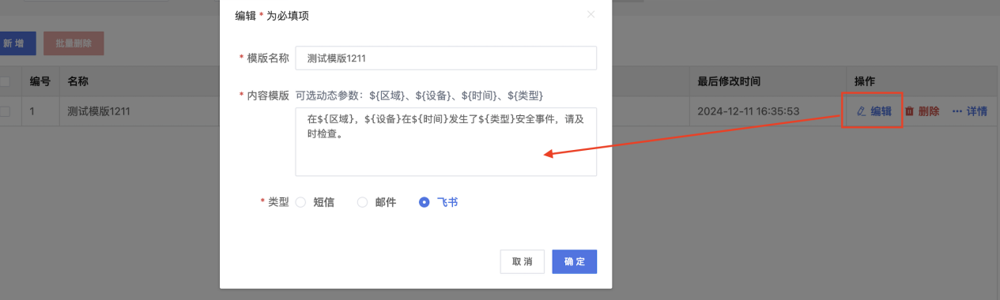 编辑 * 为必填项
新 增
批量删除
* 模版名称
测试模版1211
* 内容模版
可选动态参数：${区域}、${设备}、${时间}、${类型}
在${区域}，${设备}在${时间}发生了${类型}安全事件，请及
时检查。
* 类型
短信
邮件
飞书
取 消
确 定
编号
名称
最后修改时间
操作
1
测试模版1211
2024-12-11 16:35:53
编辑
删除
··· 详情